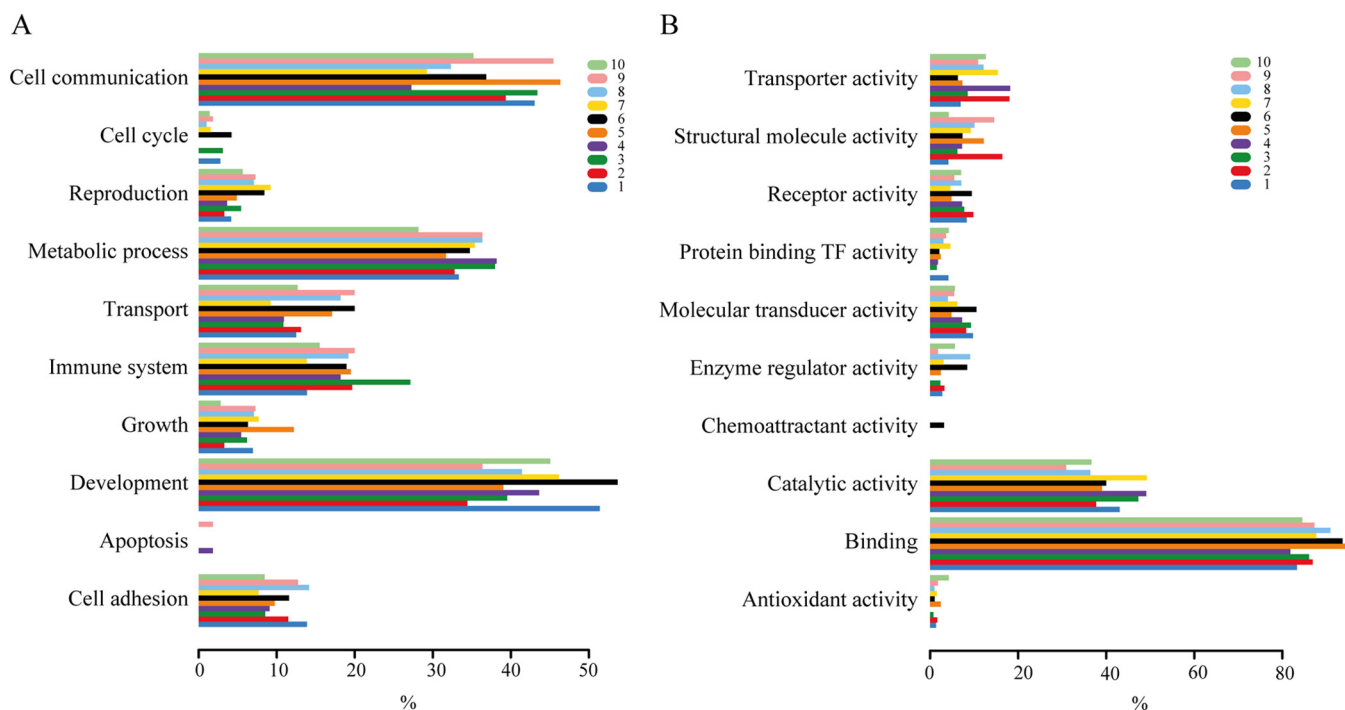 A
Cell communication
Cell cycle
Reproduction
Metabolic process
Transport
Immune system
Growth
Development
Apoptosis
Cell adhesion
10
9
8
7
6
5
4
3
2
1
0 10 20 30 40 50
%
B
Transporter activity
Structural molecule activity
Receptor activity
Protein binding TF activity
Molecular transducer activity
Enzyme regulator activity
Chemoattractant activity
Catalytic activity
Binding
Antioxidant activity
10
9
8
7
6
5
4
3
2
1
0 20 40 60 80
%